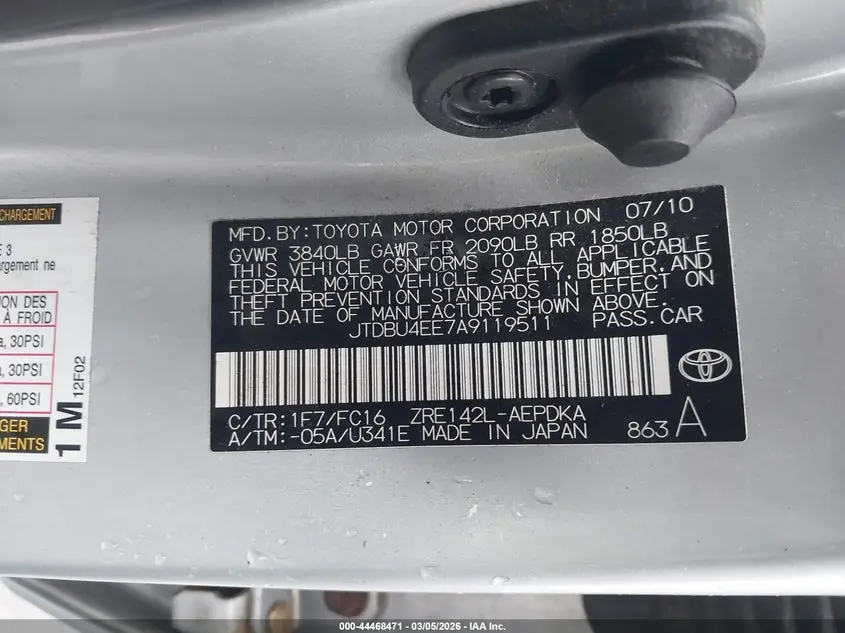 CHARGEMENT
E 3
argement ne
ION DES
À FROID
a, 30PSI
a, 30PSI
, 60PSI
GER
EMENTS
1 M 12F02
MFD.BY:TOYOTA MOTOR CORPORATION 07/10
GVWR 3840LB GAWR FR 2090LB RR 1850LB
THIS VEHICLE CONFORMS TO ALL APPLICABLE
FEDERAL MOTOR VEHICLE SAFETY,BUMPER,AND
THEFT PREVENTION STANDARDS IN EFFECT ON
THE DATE OF MANUFACTURE SHOWN ABOVE.
JTDBU4EE7A9119511 PASS.CAR
C/TR:1F7/FC16 ZRE142L-AEPDKA
A/TM:-05A/U341E MADE IN JAPAN 863 A
000-44468471 - 03/05/2026 - IAA Inc.